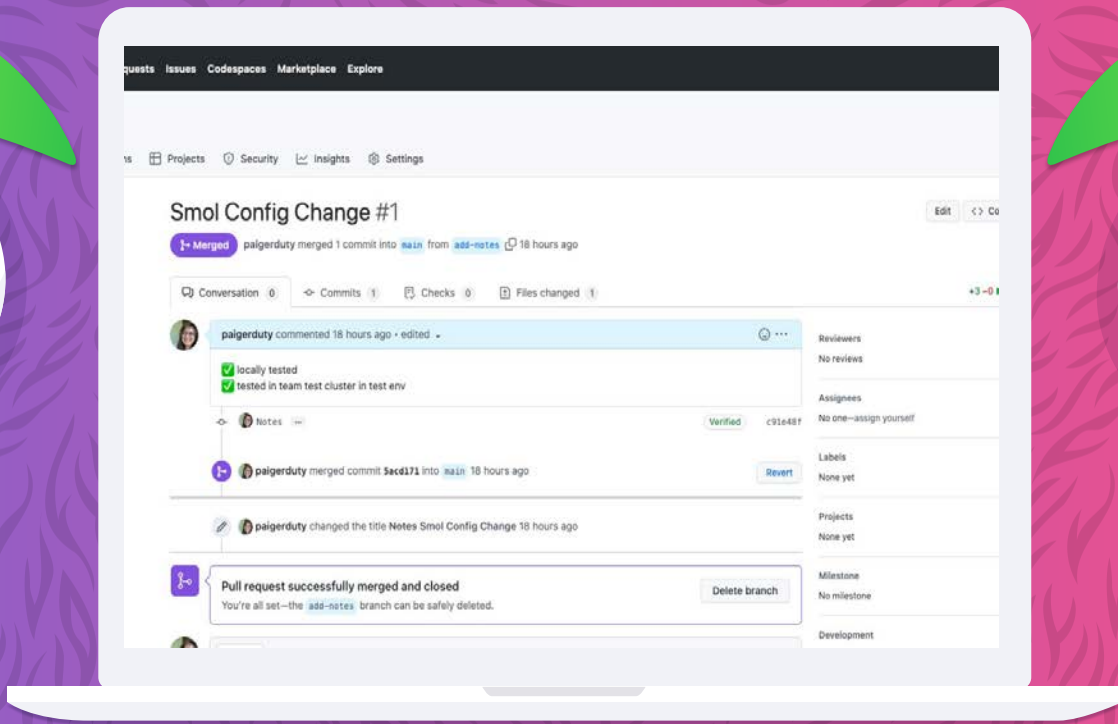 quests Issues Codespaces Marketplace Explore
ns Projects Security Insights Settings
Smol Config Change #1
Edit <> Co
Merged paigerduty merged 1 commit into main from add-notes 18 hours ago
Conversation 0 Commits 1 Checks 0 Files changed 1
+3 −0
paigerduty commented 18 hours ago • edited
✅ locally tested
✅ tested in team test cluster in test env
Notes ... Verified c91e48f
paigerduty merged commit 5acd171 into main 18 hours ago Revert
paigerduty changed the title Notes Smol Config Change 18 hours ago
Pull request successfully merged and closed
You're all set—the add-notes branch can be safely deleted.
Delete branch
Reviewers
No reviews
Assignees
No one—assign yourself
Labels
None yet
Projects
None yet
Milestone
No milestone
Development